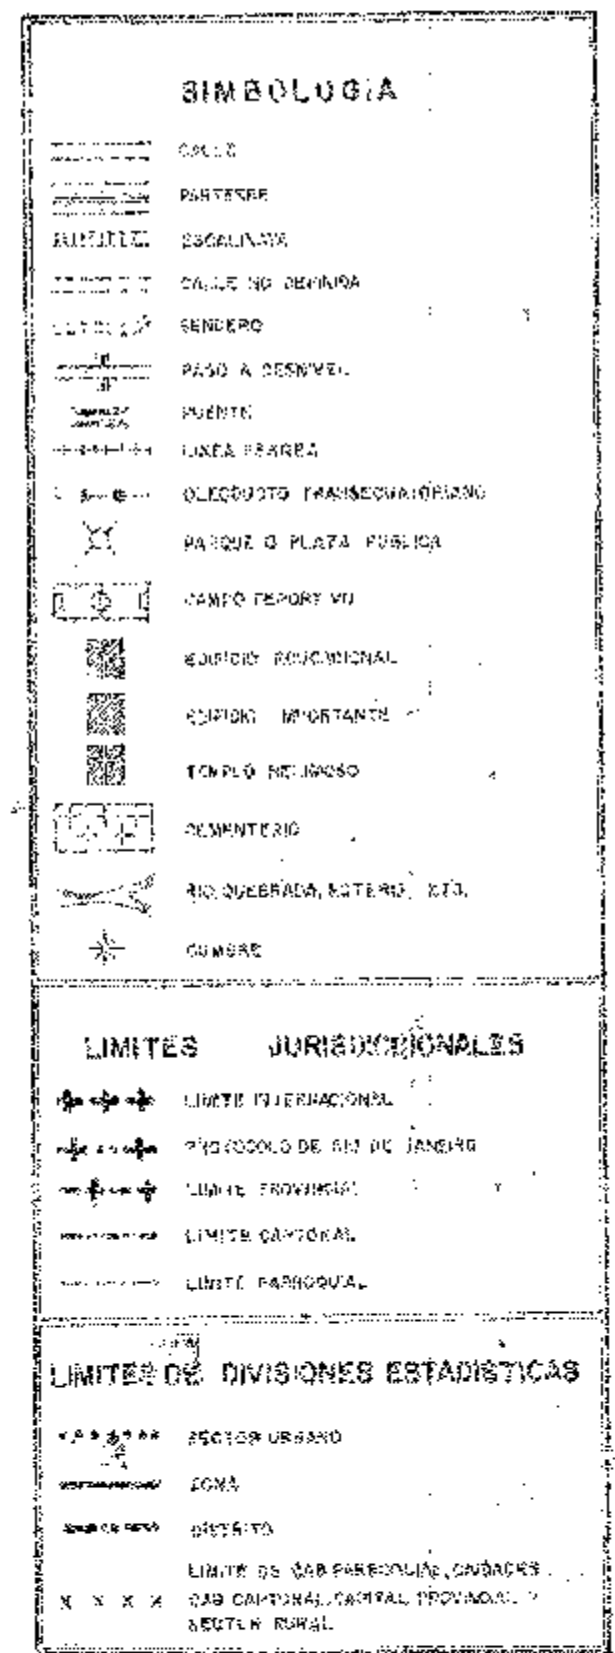 SIMBOLOGIA
CALLE
PARTERRE
ESCALINATA
CALLE NO DEFINIDA
SENDERO
PASO A DESNIVEL
PUENTE
LINEA FERREA
OLEODUCTO TRANSECUATORIANO
PARQUE O PLAZA PUBLICA
CAMPO DEPORTIVO
EDIFICIO EDUCACIONAL
EDIFICIO IMPORTANTE
TEMPLO RELIGIOSO
CEMENTERIO
RIO, QUEBRADA, ESTERO, ETC.
CUMBRE
LIMITES JURISDICCIONALES
LIMITE INTERNACIONAL
PROTOCOLO DE RIO DE JANEIRO
LIMITE PROVINCIAL
LIMITE CANTONAL
LIMITE PARROQUIAL
LIMITES DE DIVISIONES ESTADISTICAS
SECTOR URBANO
ZONA
DISTRITO
LIMITE DE CAB PARROQUIAL, CIUDADES
CAB CANTONAL, CAPITAL PROVINCIAL Y
SECTOR RURAL